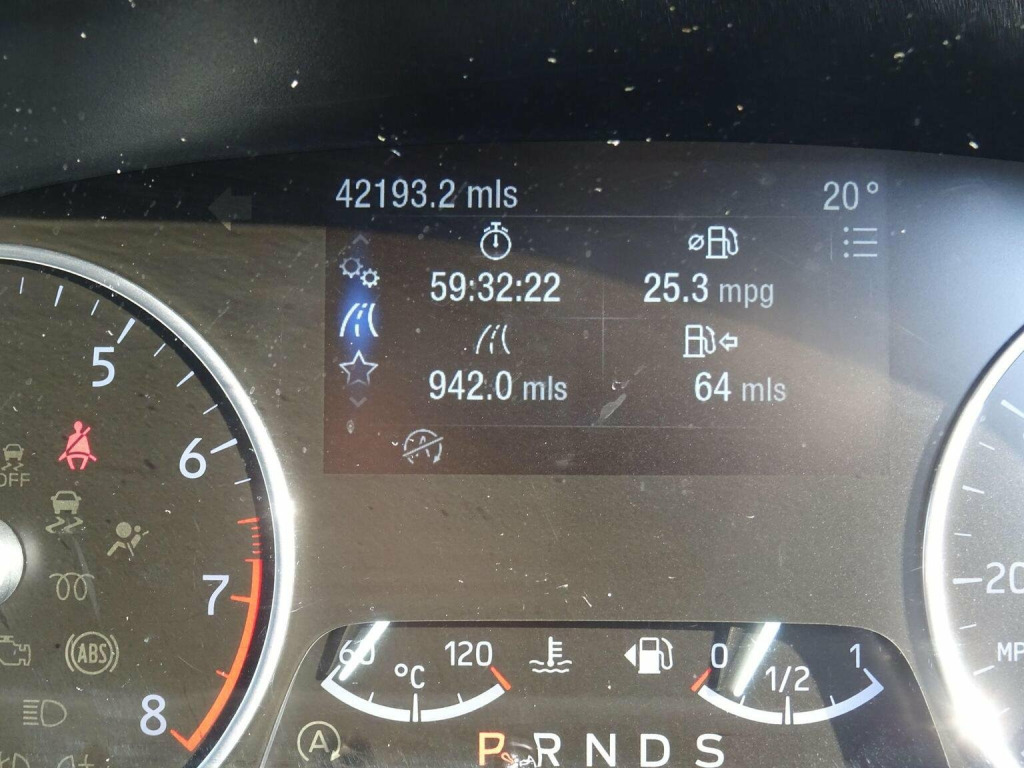 42193.2 mls 20°
59:32:22 25.3 mpg
942.0 mls 64 mls
5
6
OFF
7
ABS
8
60 °C 120
0 1/2 1
20
MP
A
P R N D S